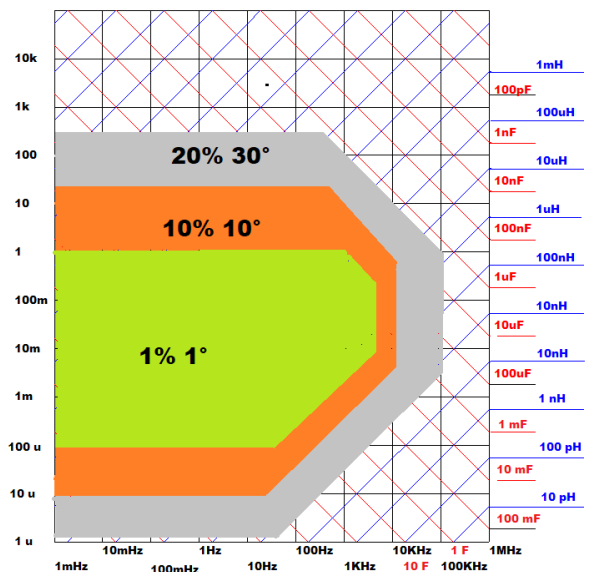 10k
1k
100
10
1
100m
10m
1m
100 u
10 u
1 u
20% 30°
10% 10°
1% 1°
1mH
100pF
100uH
1nF
10uH
10nF
1uH
100nF
100nH
1uF
10nH
10uF
10nH
100uF
1 nH
1 mF
100 pH
10 mF
10 pH
100 mF
10mHz 1Hz 100Hz 10KHz 1 F 1MHz
1mHz 100mHz 10Hz 1KHz 10 F 100KHz